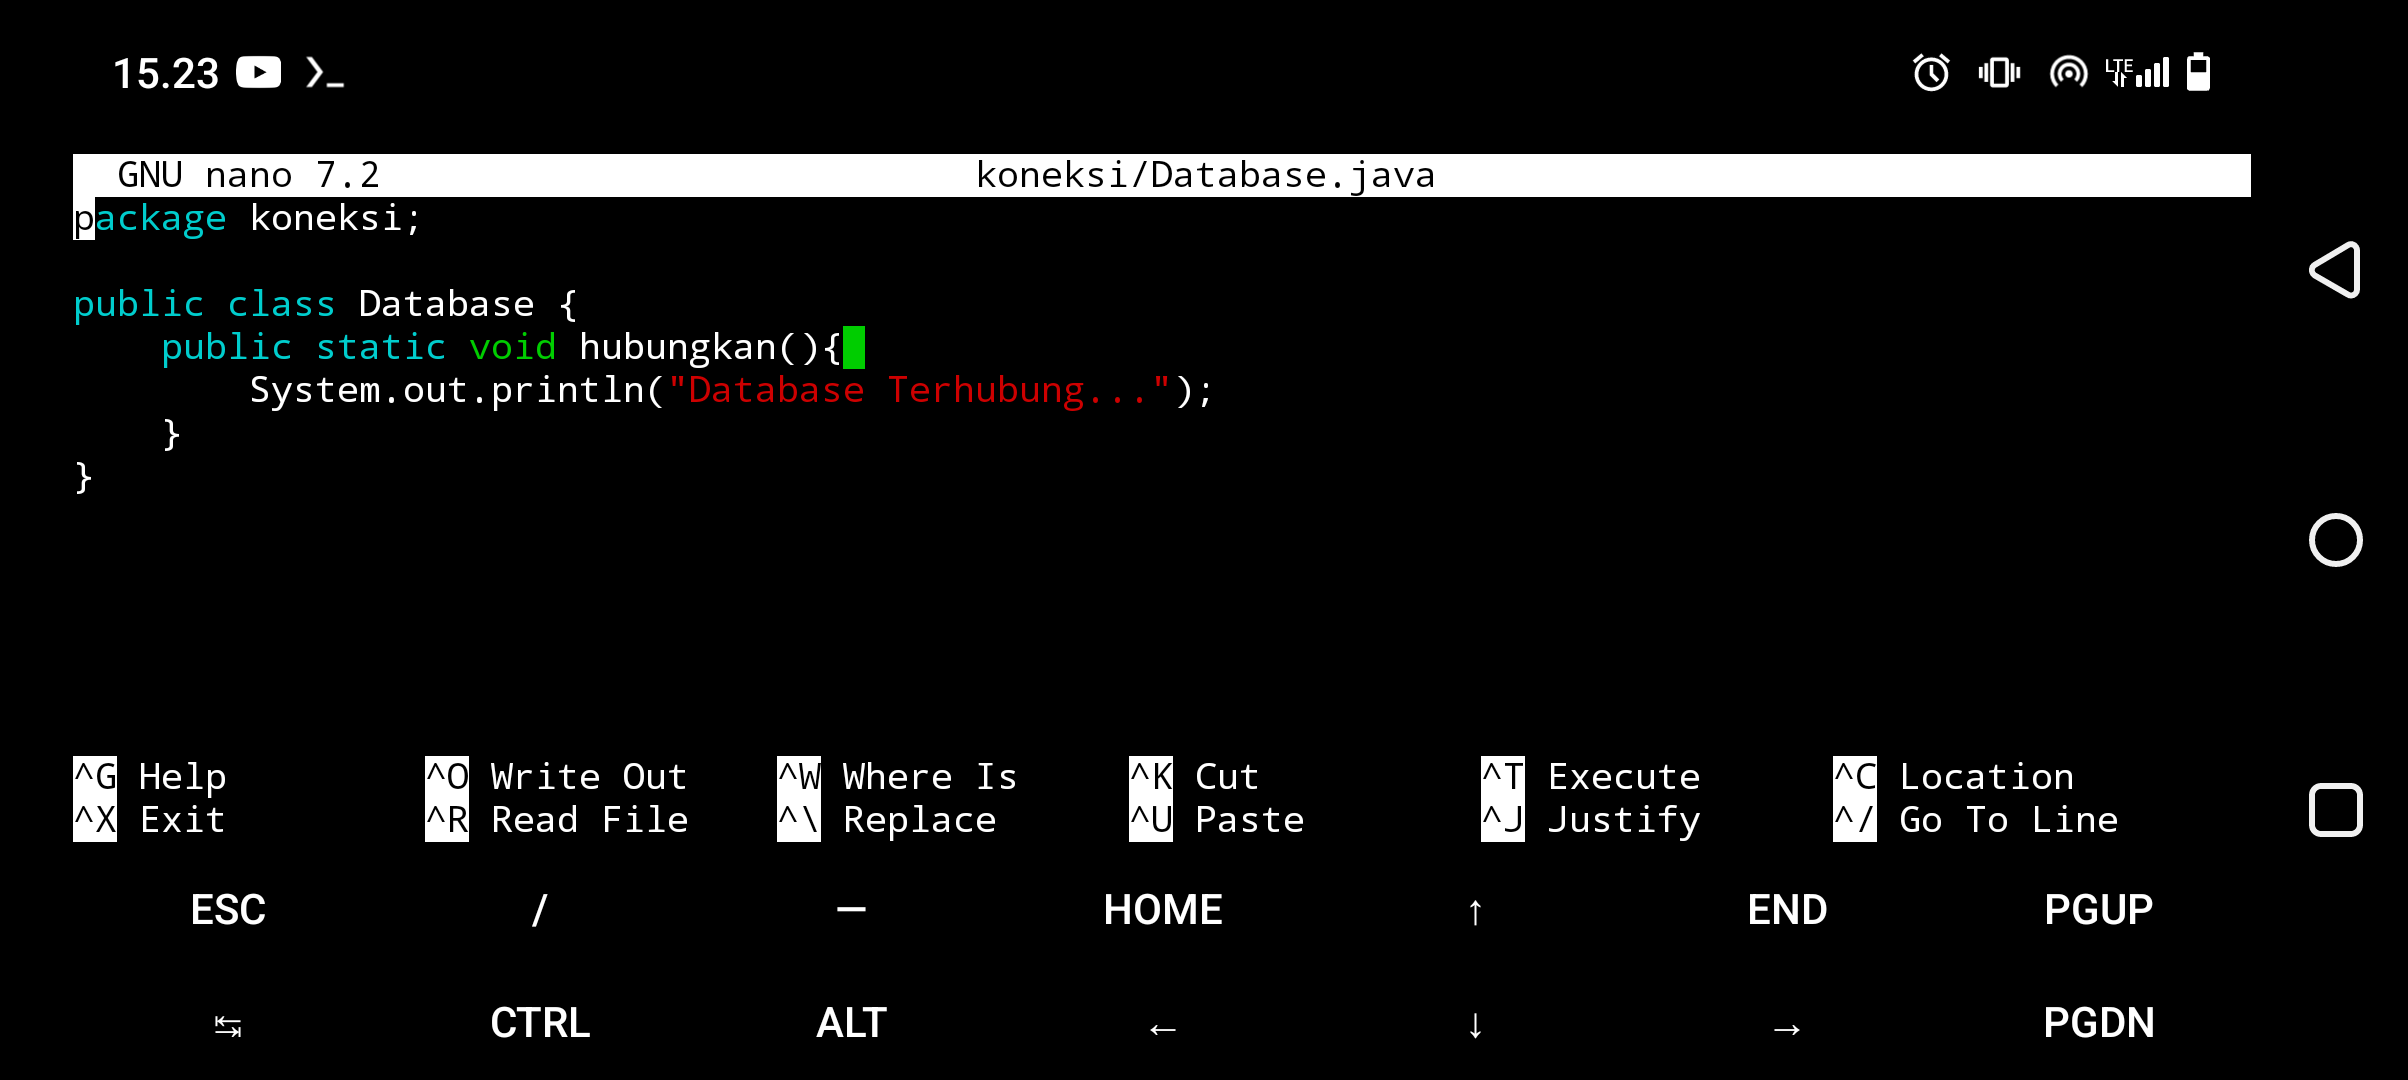 15.23
LTE
GNU nano 7.2 koneksi/Database.java
package koneksi;
public class Database {
    public static void hubungkan(){
        System.out.println("Database Terhubung...");
    }
}
^G Help ^O Write Out ^W Where Is ^K Cut ^T Execute ^C Location
^X Exit ^R Read File ^\ Replace ^U Paste ^J Justify ^/ Go To Line
ESC / — HOME ↑ END PGUP
↹ CTRL ALT ← ↓ → PGDN